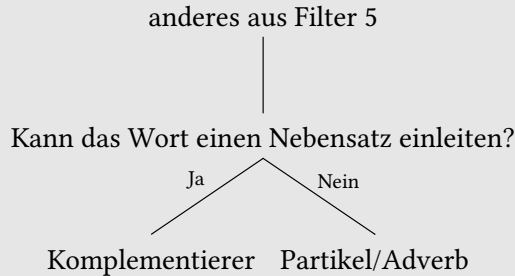 anderes aus Filter 5
Kann das Wort einen Nebensatz einleiten?
Ja
Nein
Komplementierer
Partikel/Adverb